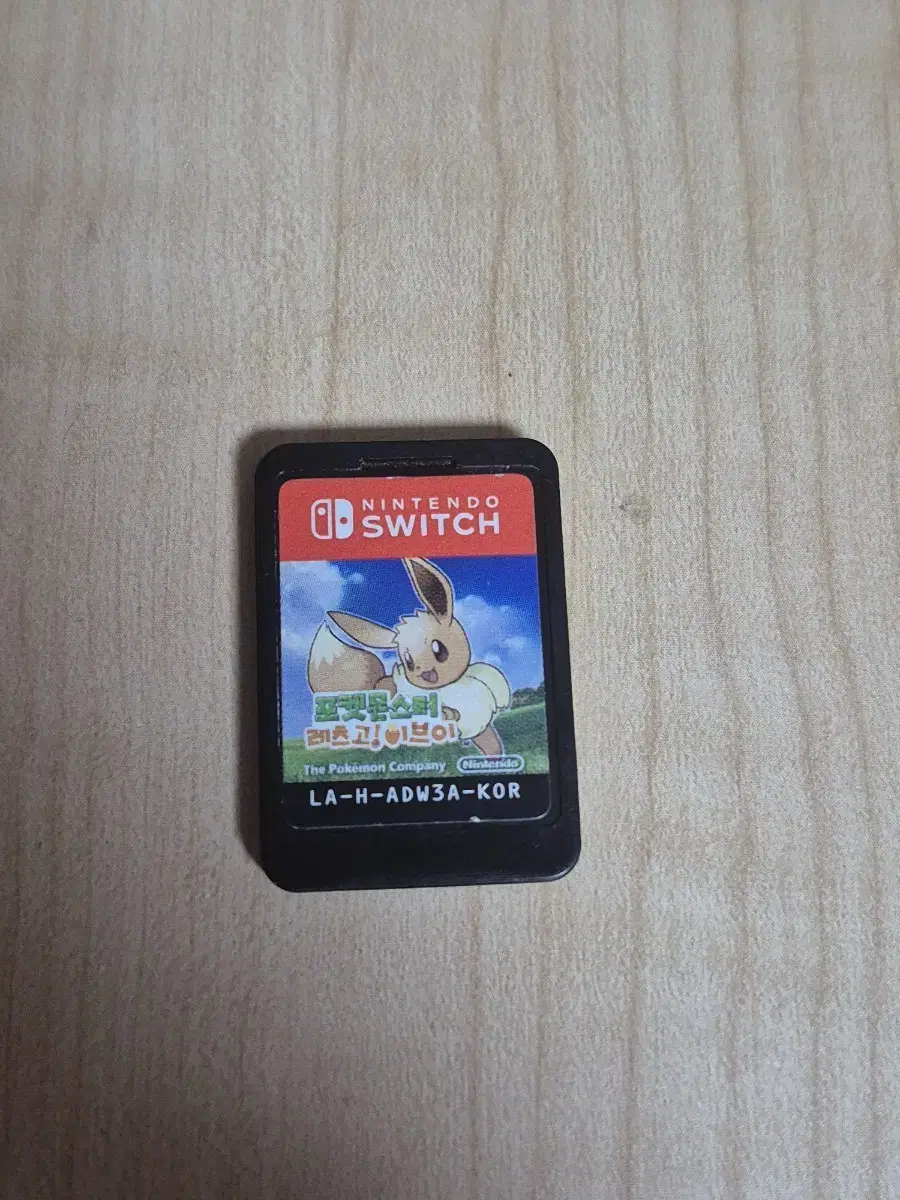 NINTENDO
SWITCH
포켓몬스터
레츠고! 이브이
The Pokémon Company Nintendo
LA-H-ADW3A-KOR